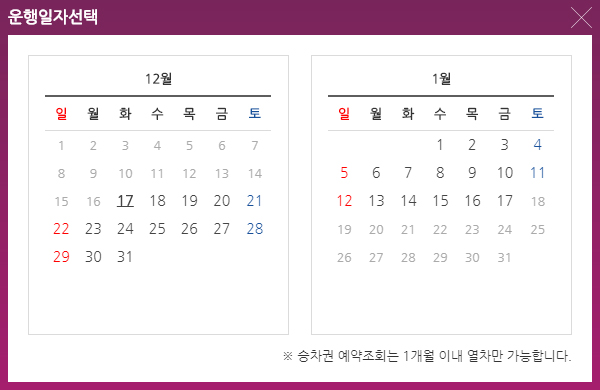 운행일자선택
12월
일 월 화 수 목 금 토
1 2 3 4 5 6 7
8 9 10 11 12 13 14
15 16 17 18 19 20 21
22 23 24 25 26 27 28
29 30 31
1월
일 월 화 수 목 금 토
1 2 3 4
5 6 7 8 9 10 11
12 13 14 15 16 17 18
19 20 21 22 23 24 25
26 27 28 29 30 31
※ 승차권 예약조회는 1개월 이내 열차만 가능합니다.